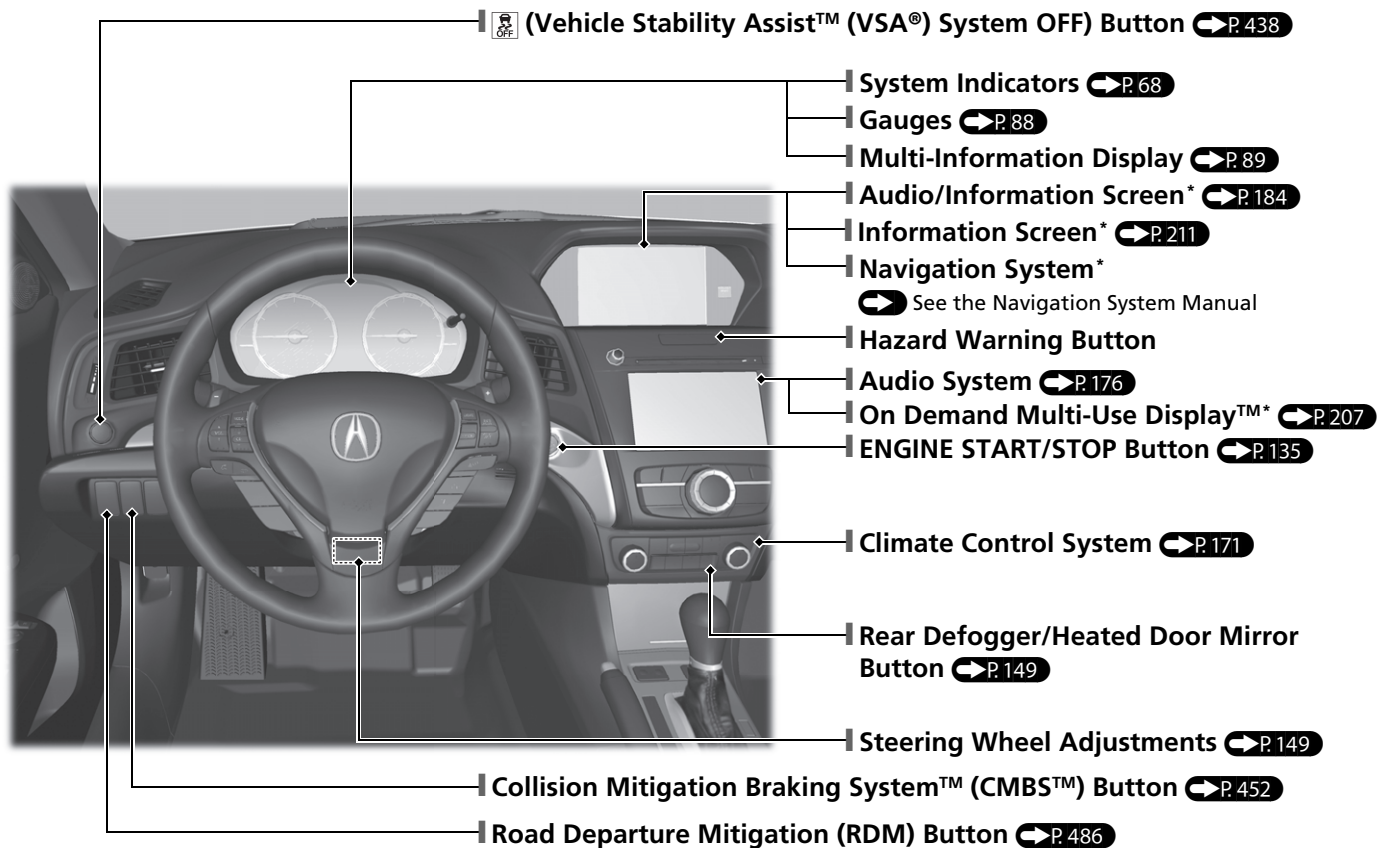 OFF (Vehicle Stability Assist™ (VSA®) System OFF) Button P. 438
System Indicators P. 68
Gauges P. 88
Multi-Information Display P. 89
Audio/Information Screen* P. 184
Information Screen* P. 211
Navigation System*
See the Navigation System Manual
Hazard Warning Button
Audio System P. 176
On Demand Multi-Use Display™* P. 207
ENGINE START/STOP Button P. 135
Climate Control System P. 171
Rear Defogger/Heated Door Mirror
Button P. 149
Steering Wheel Adjustments P. 149
Collision Mitigation Braking System™ (CMBS™) Button P. 452
Road Departure Mitigation (RDM) Button P. 486